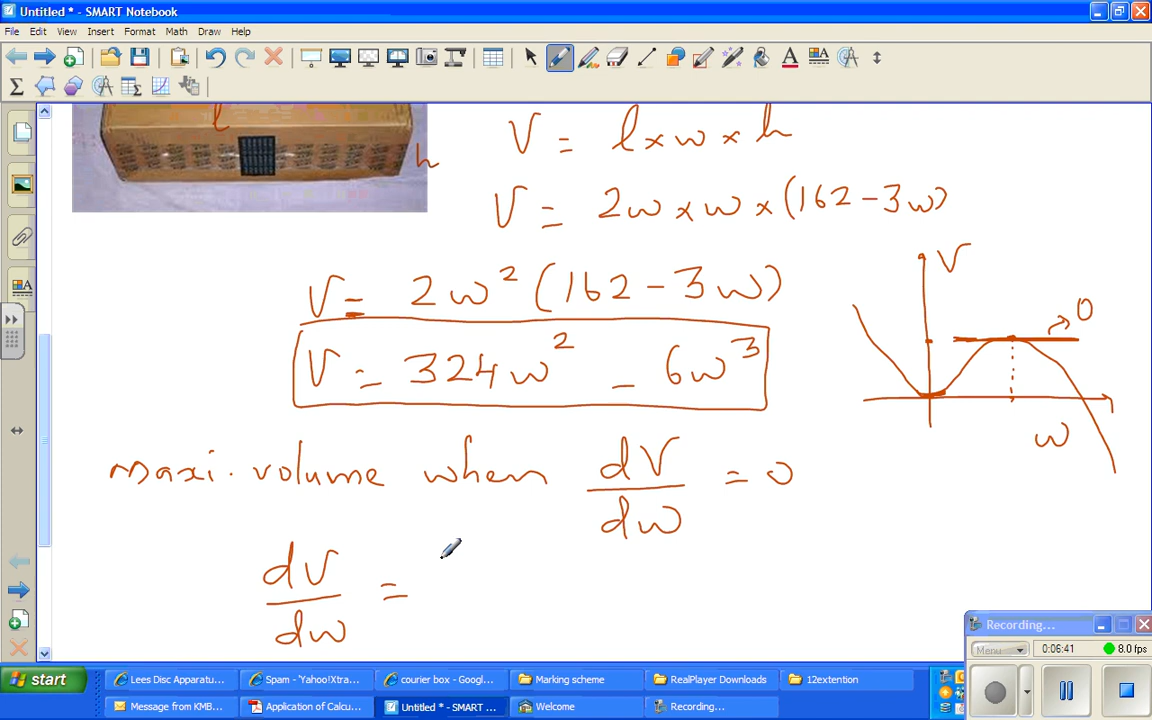 Untitled * - SMART Notebook
File Edit View Insert Format Math Draw Help
l
h
V = l × w × h
V = 2w × w × (162 - 3w)
V = 2w² (162 - 3w)
V = 324w² - 6w³
V
0
w
maxi. volume when dV/dw = 0
dV/dw =
Recording...
Menu 0:06:41 8.0 fps
start
Lees Disc Apparatu...
Spam - 'Yahoo!Xtra...
courier box - Googl...
Marking scheme
RealPlayer Downloads
12extention
Message from KMB...
Application of Calcu...
Untitled * - SMART ...
Welcome
Recording...